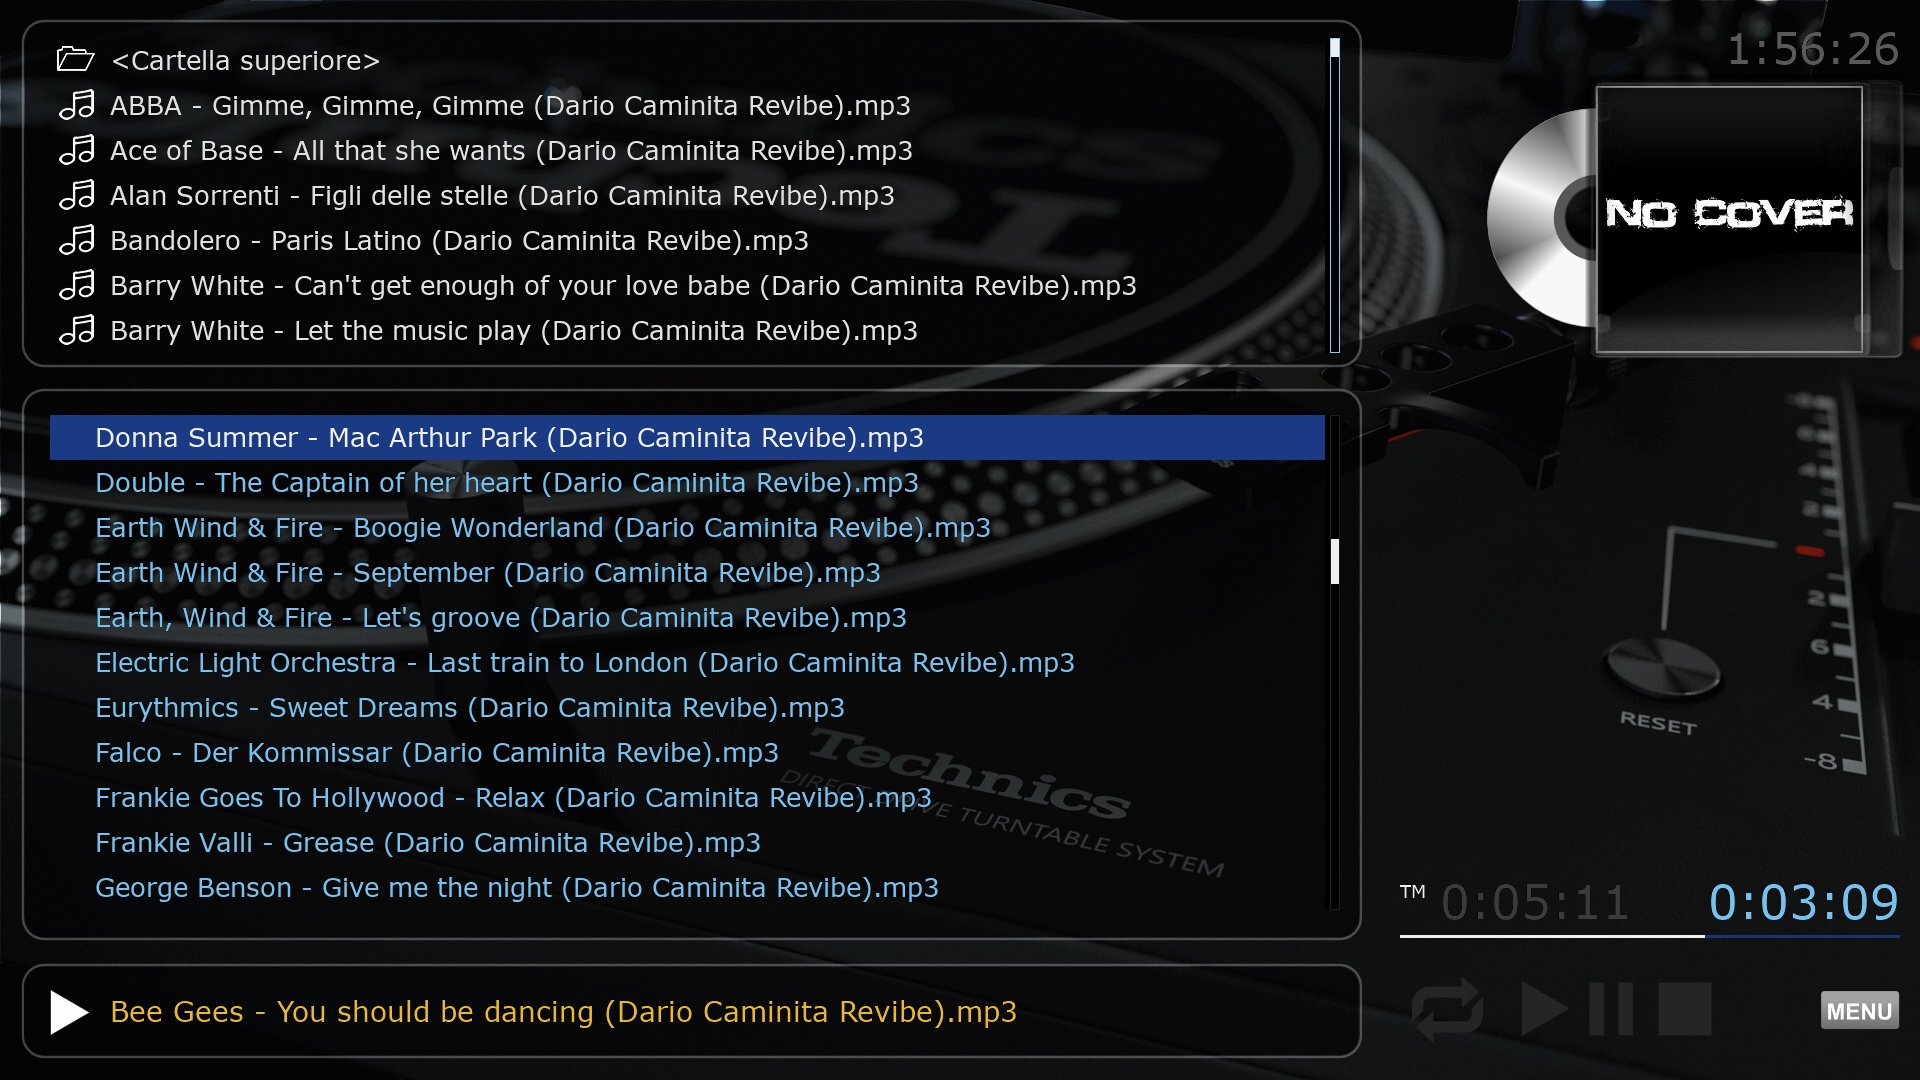 1:56:26
<Cartella superiore>
ABBA - Gimme, Gimme, Gimme (Dario Caminita Revibe).mp3
Ace of Base - All that she wants (Dario Caminita Revibe).mp3
Alan Sorrenti - Figli delle stelle (Dario Caminita Revibe).mp3
Bandolero - Paris Latino (Dario Caminita Revibe).mp3
Barry White - Can't get enough of your love babe (Dario Caminita Revibe).mp3
Barry White - Let the music play (Dario Caminita Revibe).mp3
NO COVER
Donna Summer - Mac Arthur Park (Dario Caminita Revibe).mp3
Double - The Captain of her heart (Dario Caminita Revibe).mp3
Earth Wind & Fire - Boogie Wonderland (Dario Caminita Revibe).mp3
Earth Wind & Fire - September (Dario Caminita Revibe).mp3
Earth, Wind & Fire - Let's groove (Dario Caminita Revibe).mp3
Electric Light Orchestra - Last train to London (Dario Caminita Revibe).mp3
Eurythmics - Sweet Dreams (Dario Caminita Revibe).mp3
Falco - Der Kommissar (Dario Caminita Revibe).mp3
Frankie Goes To Hollywood - Relax (Dario Caminita Revibe).mp3
Frankie Valli - Grease (Dario Caminita Revibe).mp3
George Benson - Give me the night (Dario Caminita Revibe).mp3
Technics
DIRECT DRIVE TURNTABLE SYSTEM
2
2
6
4
-8
RESET
TM 0:05:11 0:03:09
Bee Gees - You should be dancing (Dario Caminita Revibe).mp3
MENU